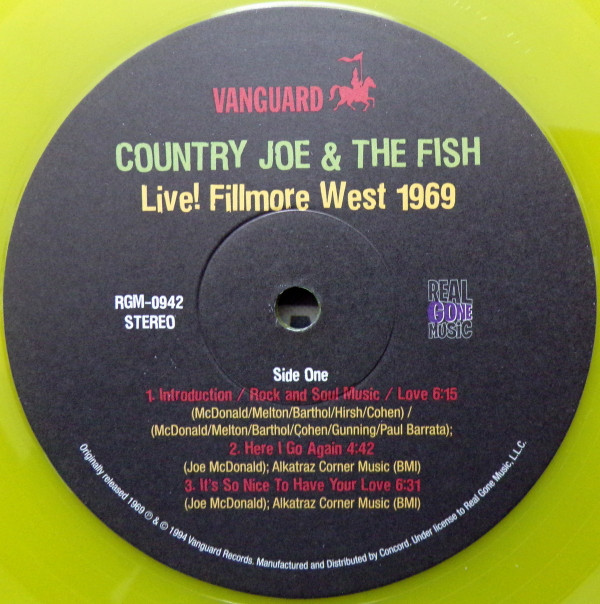 VANGUARD
COUNTRY JOE & THE FISH
Live! Fillmore West 1969
RGM-0942
STEREO
REAL
GONE
MUSIC
Side One
1. Introduction / Rock and Soul Music / Love 6:15
(McDonald/Melton/Barthol/Hirsh/Cohen) /
(McDonald/Melton/Barthol/Cohen/Gunning/Paul Barrata);
2. Here I Go Again 4:42
(Joe McDonald); Alkatraz Corner Music (BMI)
3. It's So Nice To Have Your Love 6:31
(Joe McDonald); Alkatraz Corner Music (BMI)
Originally released 1969 ℗ & © 1994 Vanguard Records. Manufactured and Distributed by Concord. Under license to Real Gone Music, L.L.C.